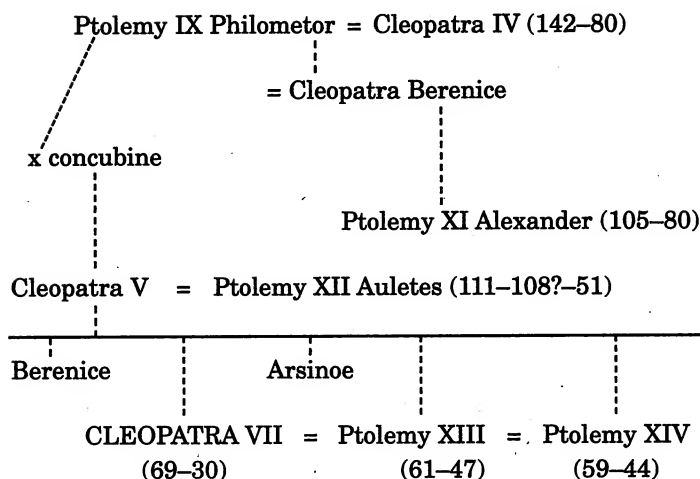 Ptolemy IX Philometor = Cleopatra IV (142–80)
= Cleopatra Berenice
x concubine
Ptolemy XI Alexander (105–80)
Cleopatra V = Ptolemy XII Auletes (111–108?–51)
Berenice Arsinoe
CLEOPATRA VII = Ptolemy XIII = Ptolemy XIV
(69–30) (61–47) (59–44)